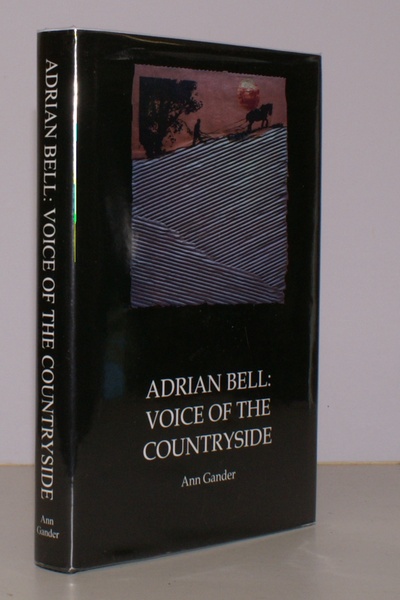 ADRIAN BELL: VOICE OF THE COUNTRYSIDE
Ann
Gander
ADRIAN BELL:
VOICE OF THE
COUNTRYSIDE
Ann Gander